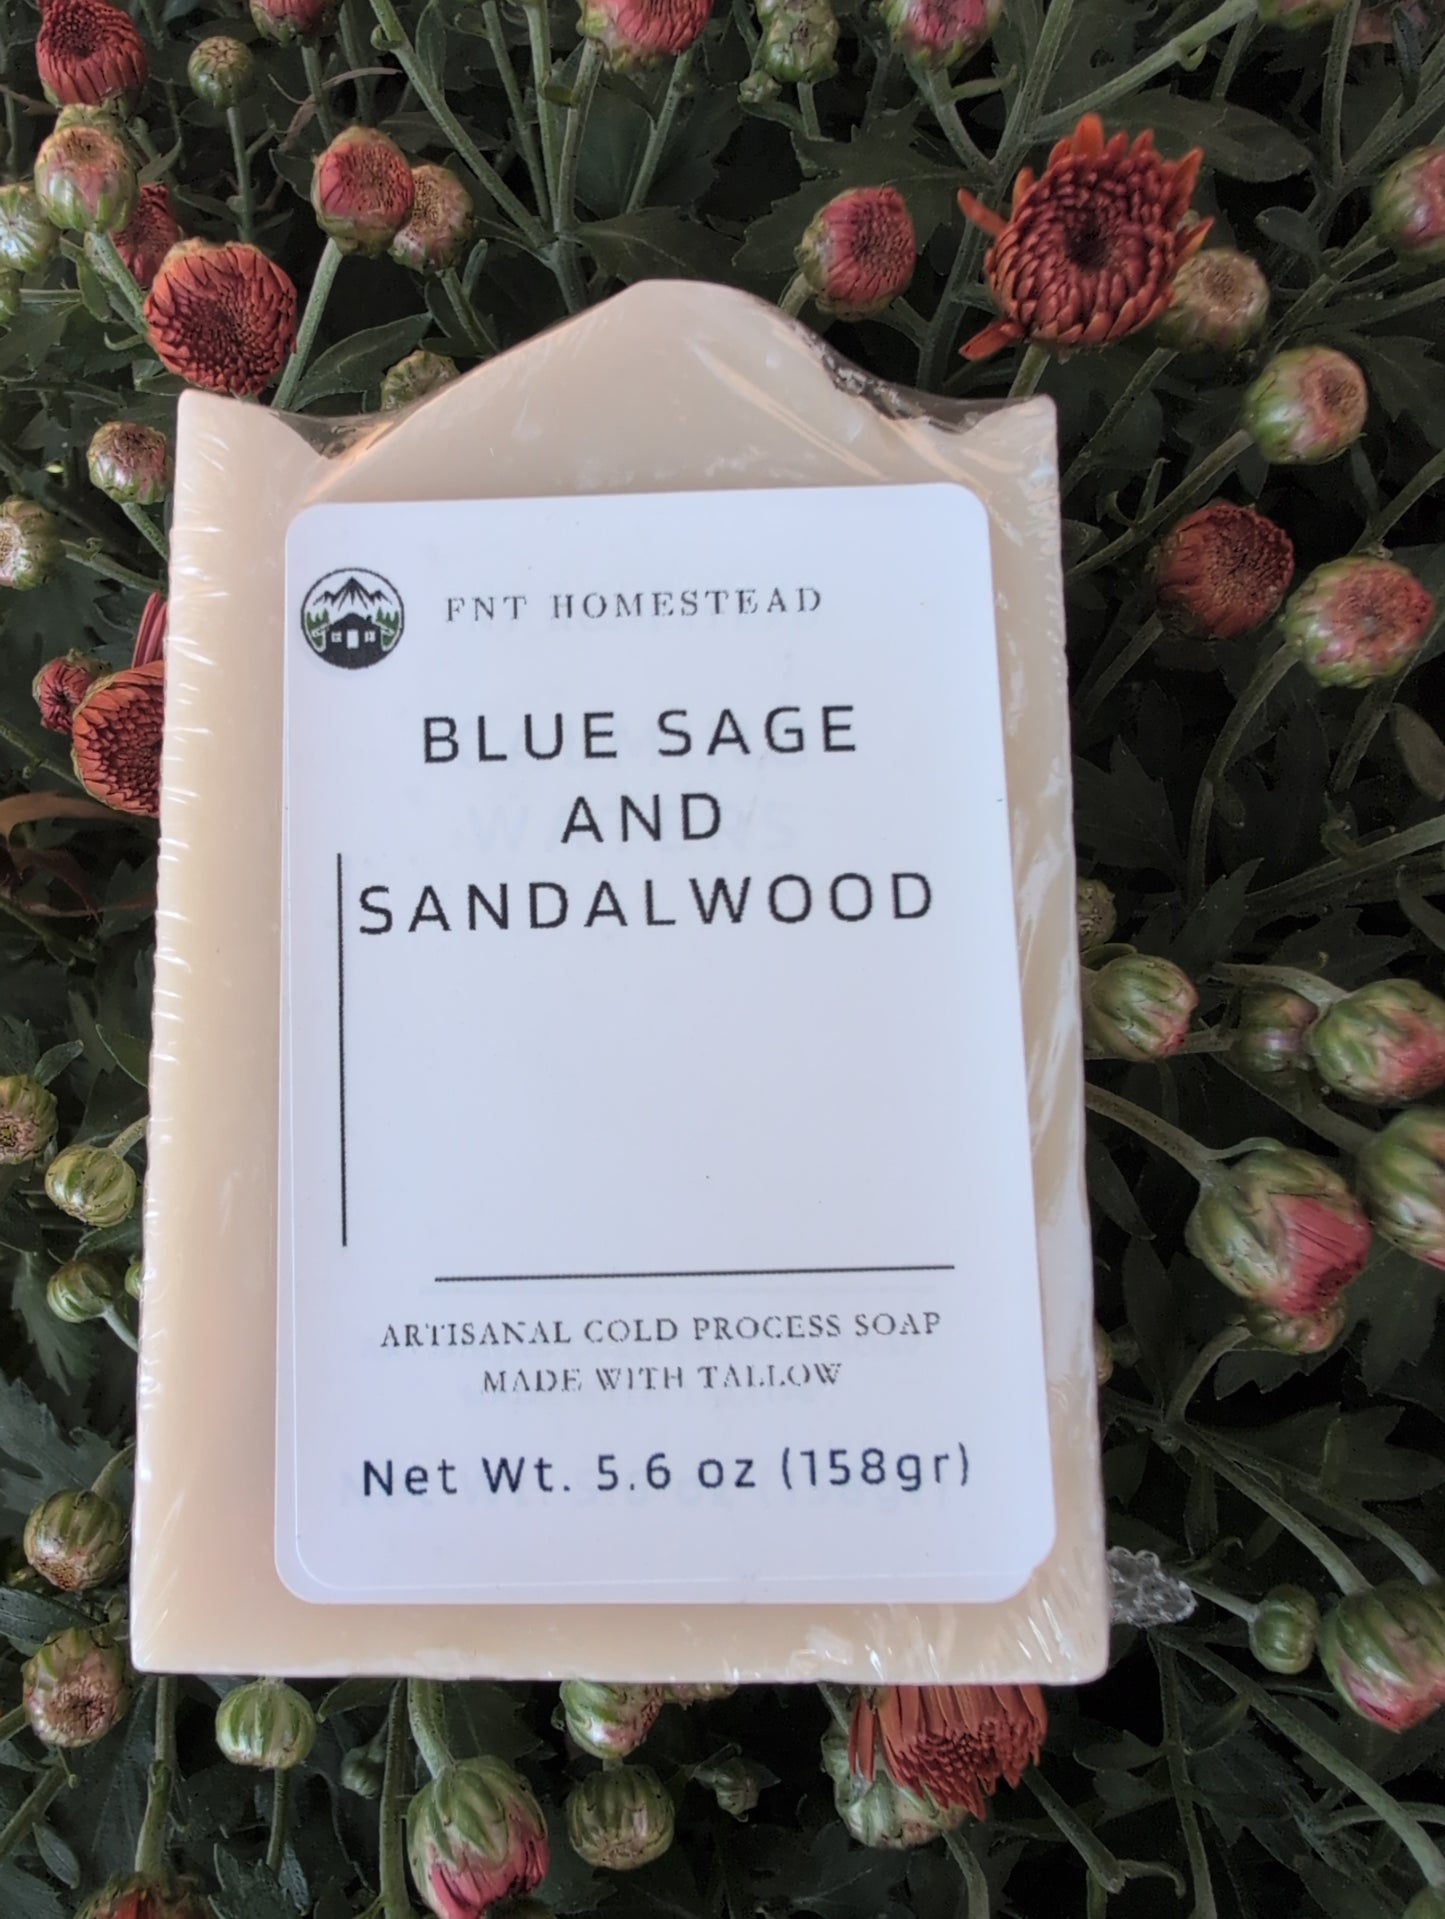 FNT HOMESTEAD
BLUE SAGE
AND
SANDALWOOD
ARTISANAL COLD PROCESS SOAP
MADE WITH TALLOW
Net Wt. 5.6 oz (158gr)